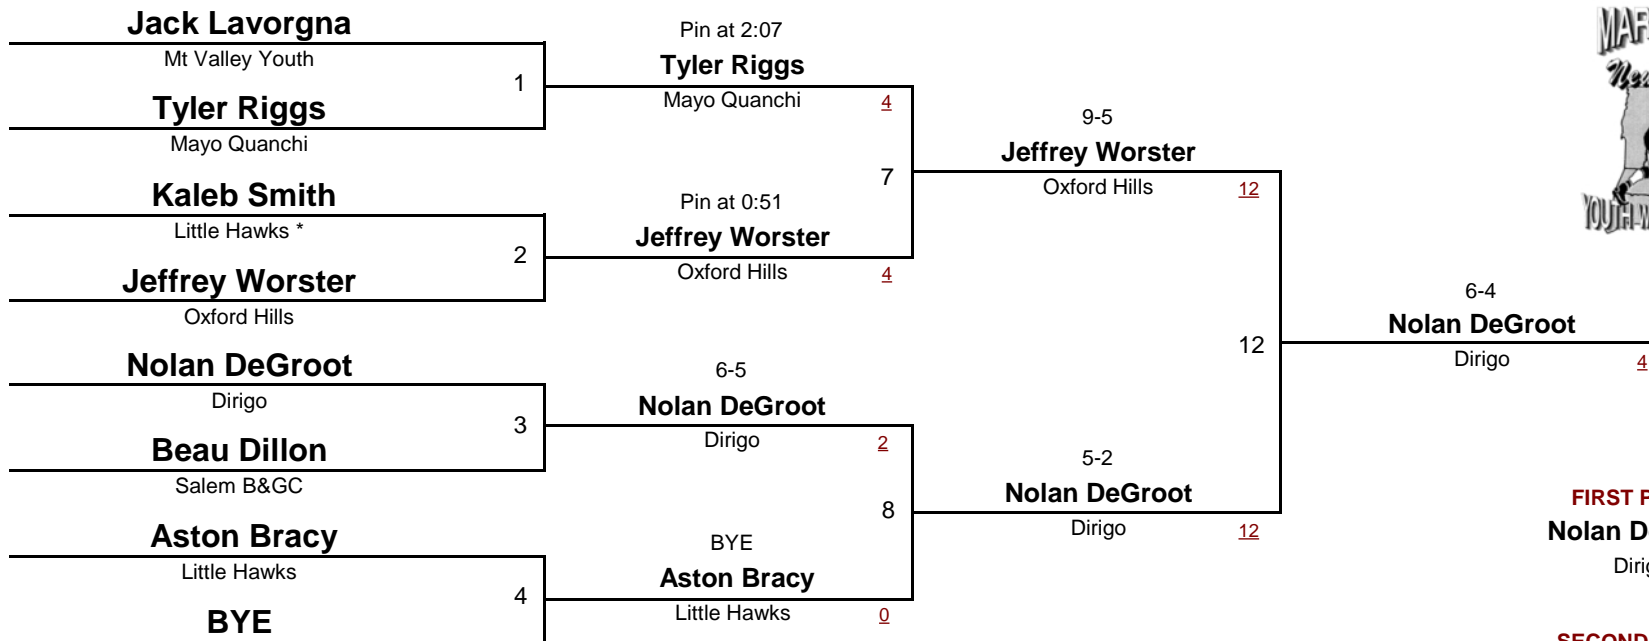 Jack Lavorgna
Mt Valley Youth
1
Tyler Riggs
Mayo Quanchi
Kaleb Smith
Little Hawks *
2
Jeffrey Worster
Oxford Hills
Nolan DeGroot
Dirigo
3
Beau Dillon
Salem B&GC
Aston Bracy
Little Hawks
4
BYE
Pin at 2:07
Tyler Riggs
Mayo Quanchi
4
7
Pin at 0:51
Jeffrey Worster
Oxford Hills
4
6-5
Nolan DeGroot
Dirigo
2
8
BYE
Aston Bracy
Little Hawks
0
9-5
Jeffrey Worster
Oxford Hills
12
12
5-2
Nolan DeGroot
Dirigo
12
6-4
Nolan DeGroot
Dirigo
4
YOUTH
FIRST
Nolan
SECOND